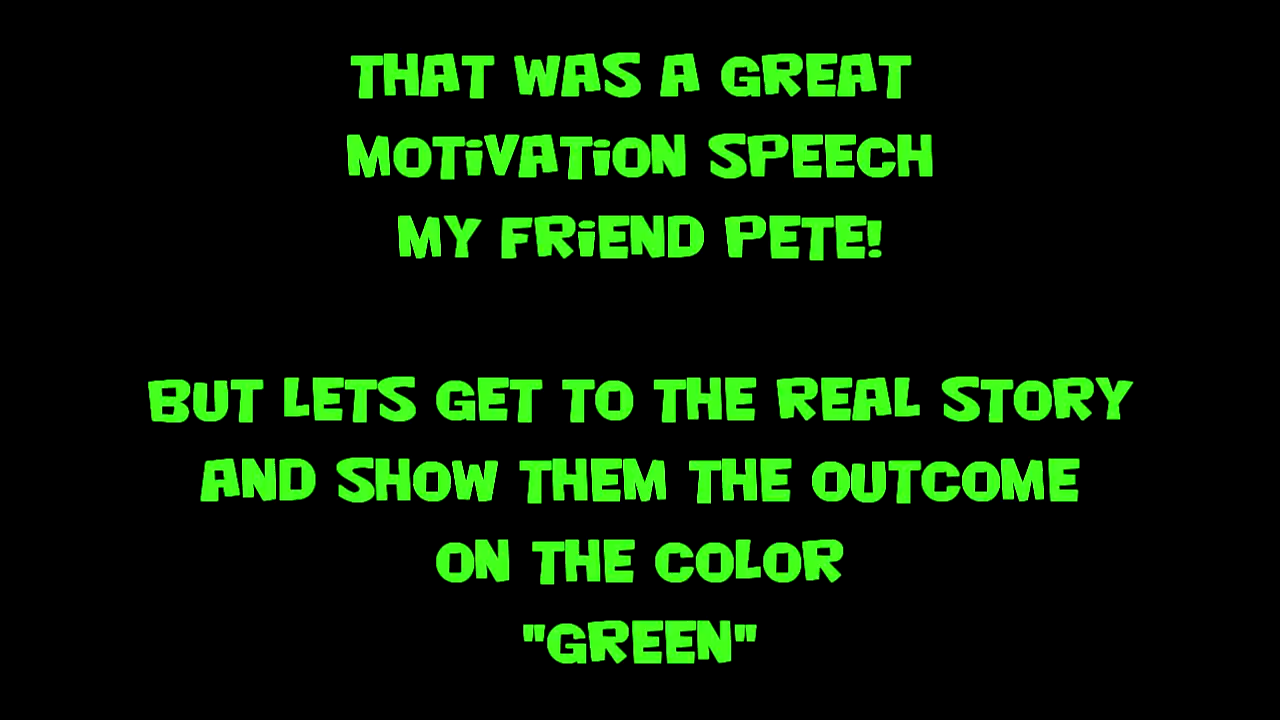 THAT WAS A GREAT
MOTiVATiON SPEECH
MY FRiEND PETE!
BUT LETS GET TO THE REAL STORY
AND SHOW THEM THE OUTCOME
ON THE COLOR
"GREEN"